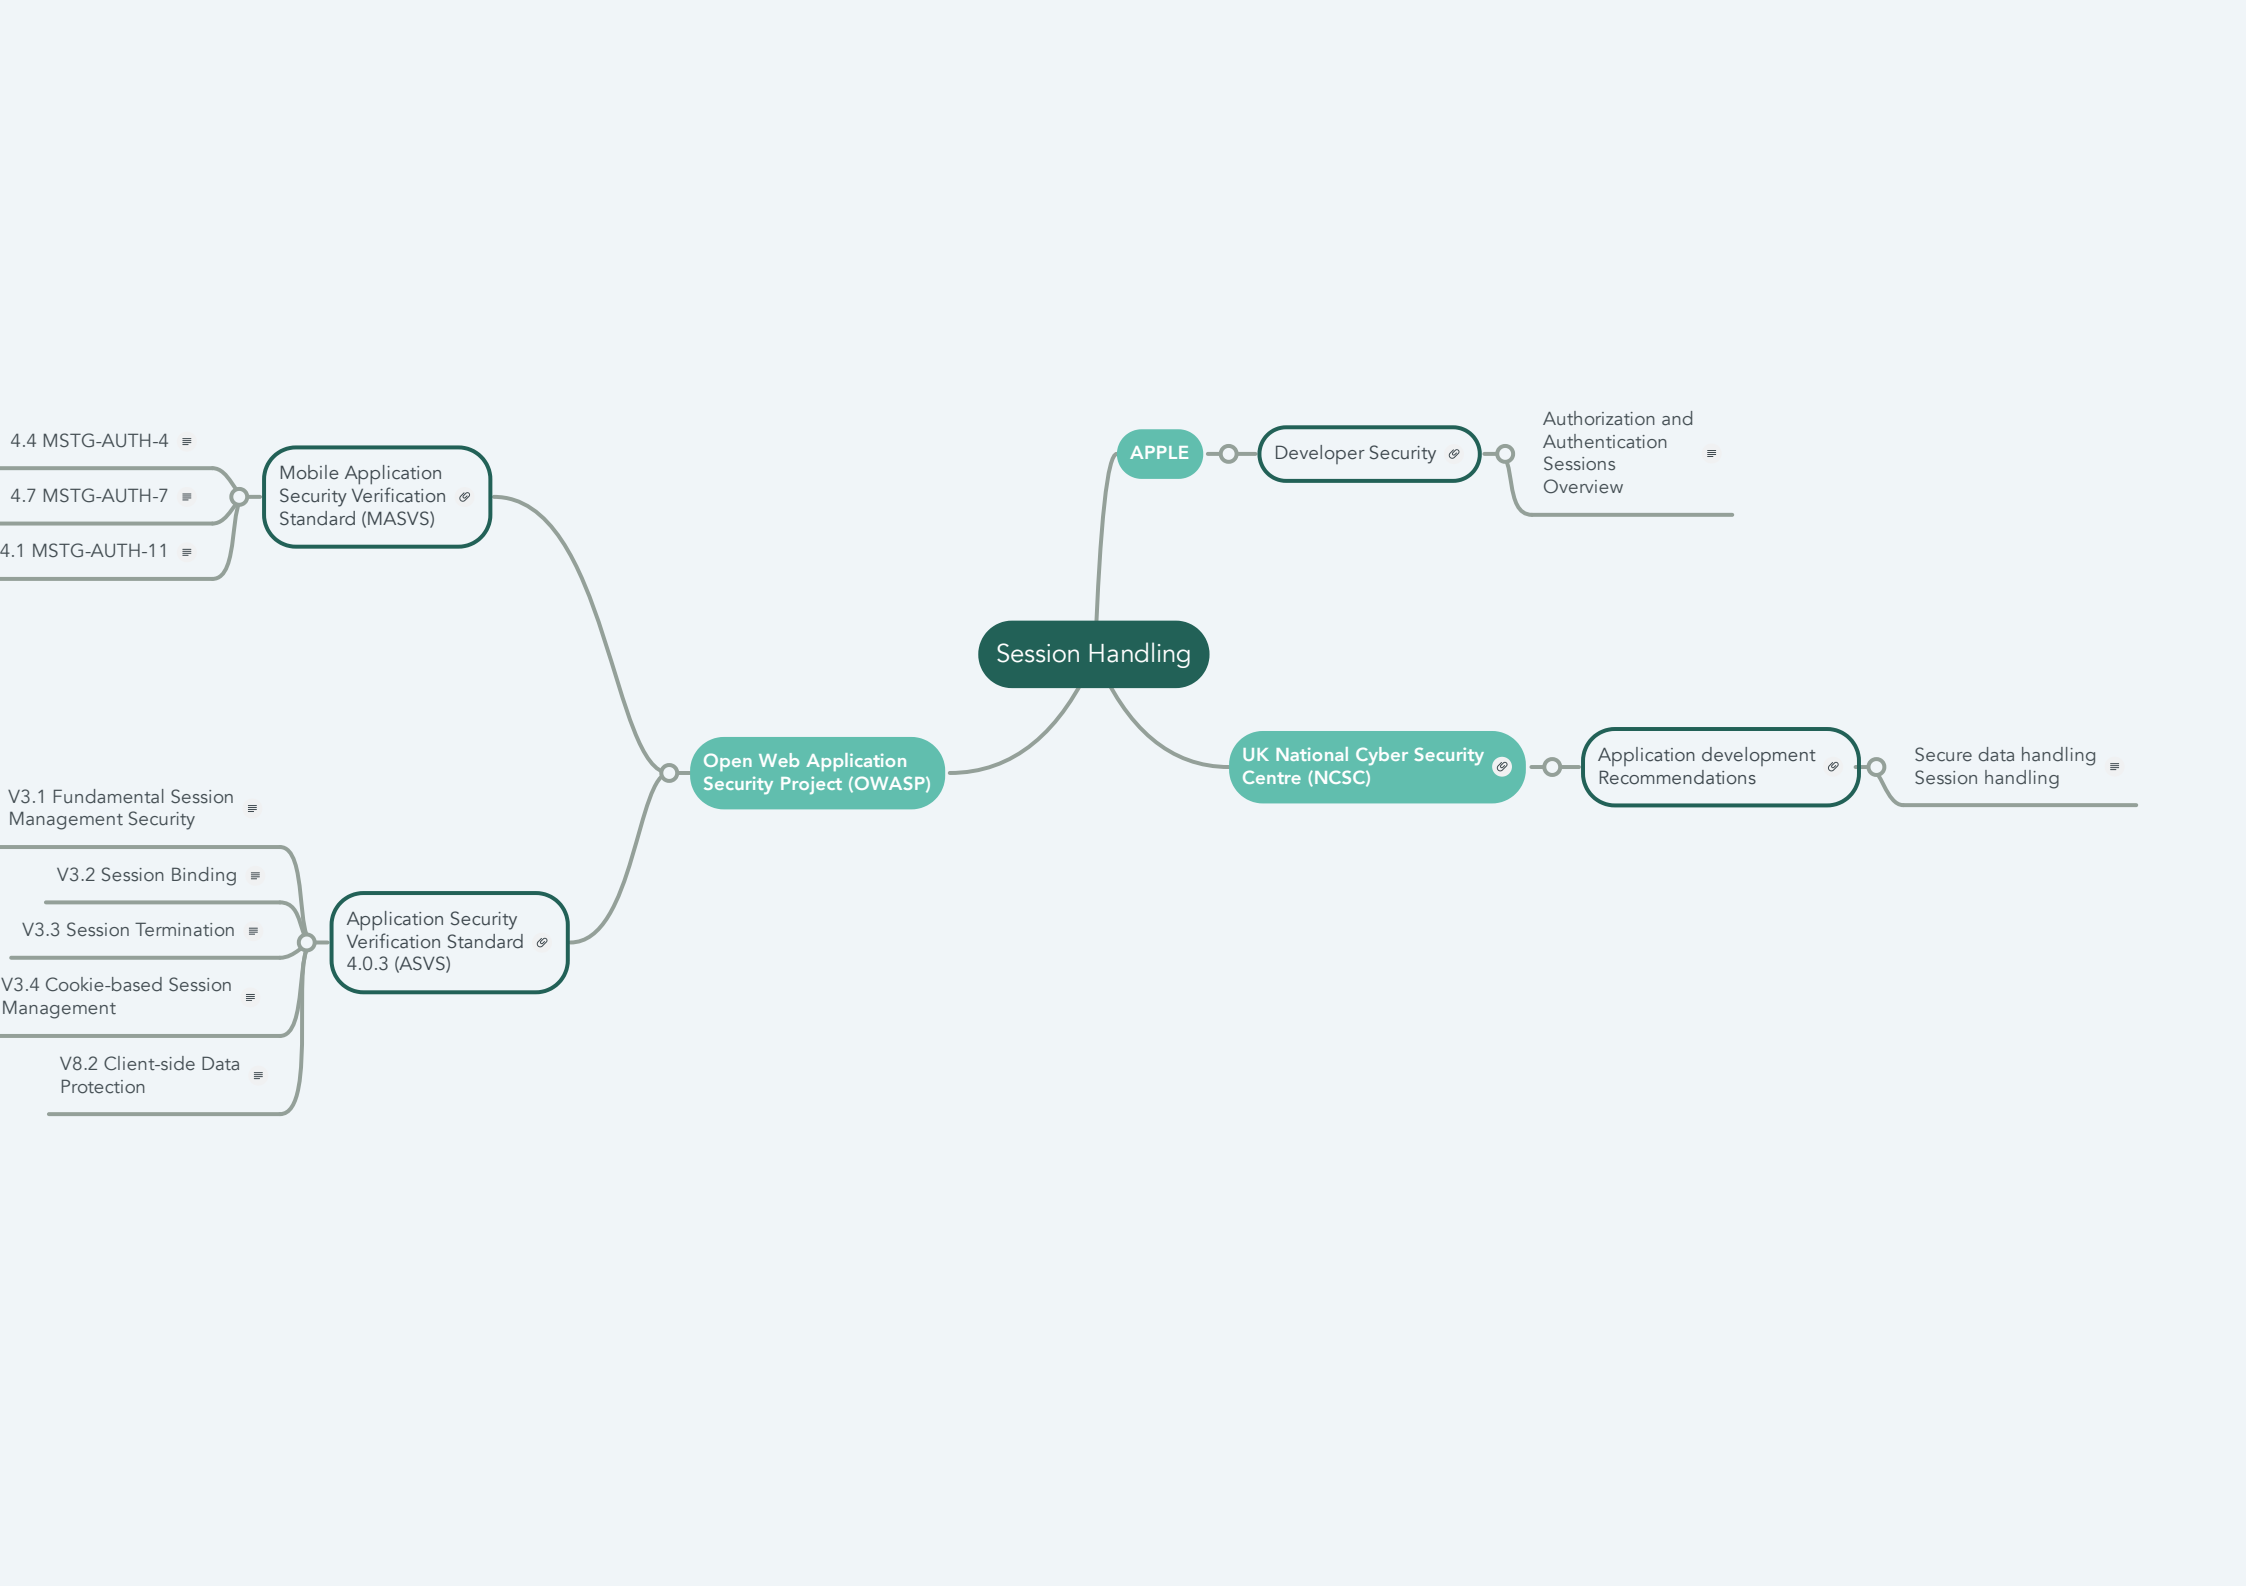 Session Handling
APPLE
Developer Security
Authorization and
Authentication
Sessions
Overview
UK National Cyber Security
Centre (NCSC)
Application development
Recommendations
Secure data handling
Session handling
Open Web Application
Security Project (OWASP)
Mobile Application
Security Verification
Standard (MASVS)
4.4 MSTG-AUTH-4
4.7 MSTG-AUTH-7
4.1 MSTG-AUTH-11
Application Security
Verification Standard
4.0.3 (ASVS)
V3.1 Fundamental Session
Management Security
V3.2 Session Binding
V3.3 Session Termination
V3.4 Cookie-based Session
Management
V8.2 Client-side Data
Protection